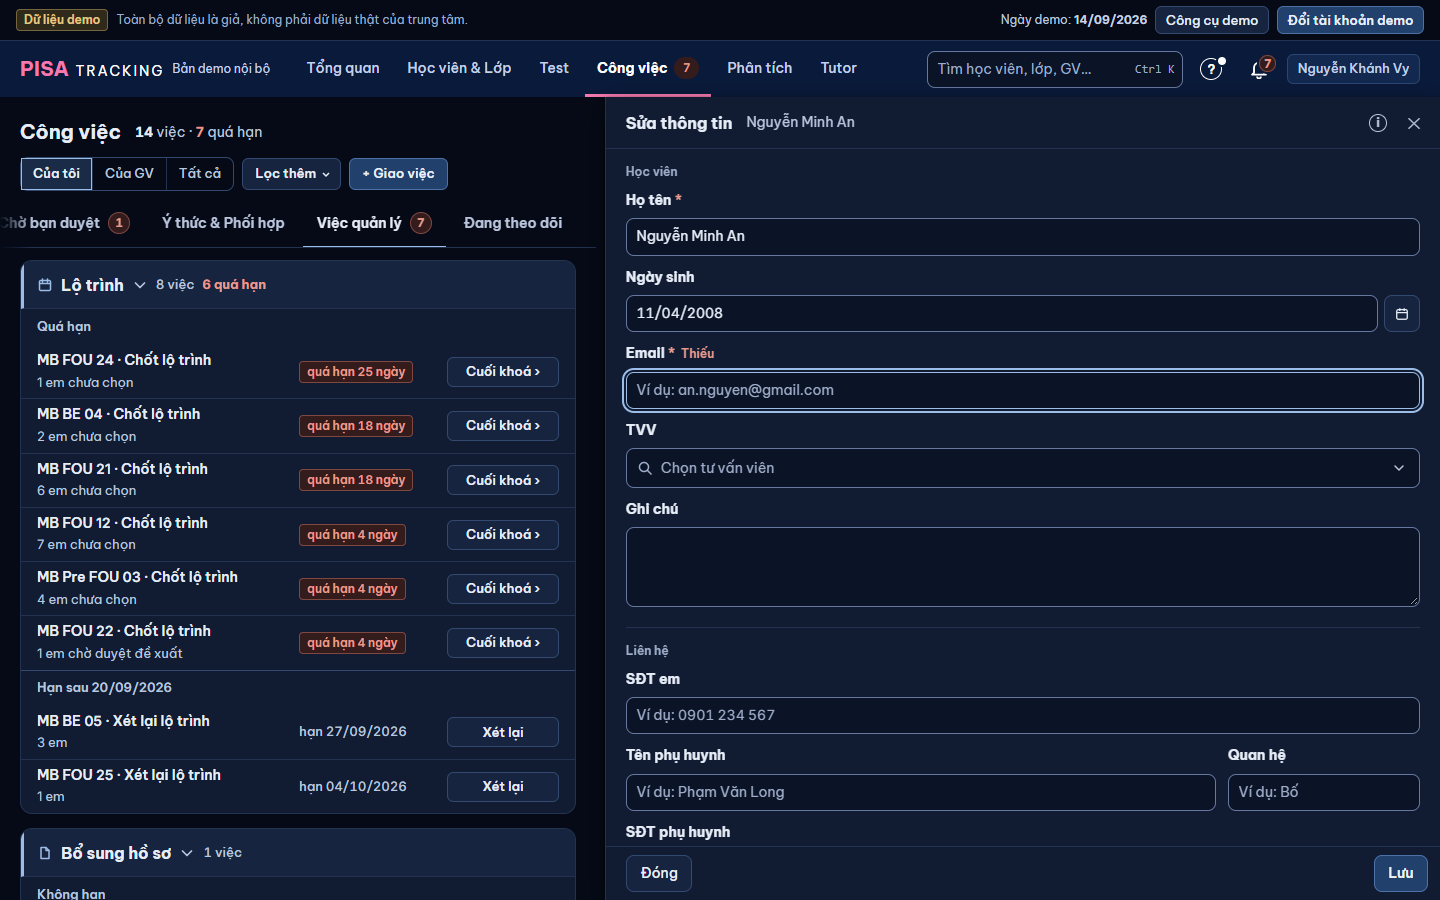 Dữ liệu demo Toàn bộ dữ liệu là giả, không phải dữ liệu thật của trung tâm. Ngày demo: 14/09/2026 Công cụ demo Đổi tài khoản demo
PISA TRACKING Bản demo nội bộ Tổng quan Học viên & Lớp Test Công việc 7 Phân tích Tutor Tìm học viên, lớp, GV... Ctrl K ? 7 Nguyễn Khánh Vy
Công việc 14 việc · 7 quá hạn
Của tôi Của GV Tất cả Lọc thêm + Giao việc
Chờ bạn duyệt 1 Ý thức & Phối hợp Việc quản lý 7 Đang theo dõi
Lộ trình 8 việc 6 quá hạn
Quá hạn
MB FOU 24 · Chốt lộ trình
1 em chưa chọn
quá hạn 25 ngày Cuối khoá ›
MB BE 04 · Chốt lộ trình
2 em chưa chọn
quá hạn 18 ngày Cuối khoá ›
MB FOU 21 · Chốt lộ trình
6 em chưa chọn
quá hạn 18 ngày Cuối khoá ›
MB FOU 12 · Chốt lộ trình
7 em chưa chọn
quá hạn 4 ngày Cuối khoá ›
MB Pre FOU 03 · Chốt lộ trình
4 em chưa chọn
quá hạn 4 ngày Cuối khoá ›
MB FOU 22 · Chốt lộ trình
1 em chờ duyệt đề xuất
quá hạn 4 ngày Cuối khoá ›
Hạn sau 20/09/2026
MB BE 05 · Xét lại lộ trình
3 em
hạn 27/09/2026 Xét lại
MB FOU 25 · Xét lại lộ trình
1 em
hạn 04/10/2026 Xét lại
Bổ sung hồ sơ 1 việc
Không hạn
Sửa thông tin Nguyễn Minh An
Học viên
Họ tên *
Nguyễn Minh An
Ngày sinh
11/04/2008
Email * Thiếu
Ví dụ: an.nguyen@gmail.com
TVV
Chọn tư vấn viên
Ghi chú
Liên hệ
SĐT em
Ví dụ: 0901 234 567
Tên phụ huynh Quan hệ
Ví dụ: Phạm Văn Long Ví dụ: Bố
SĐT phụ huynh
Đóng Lưu